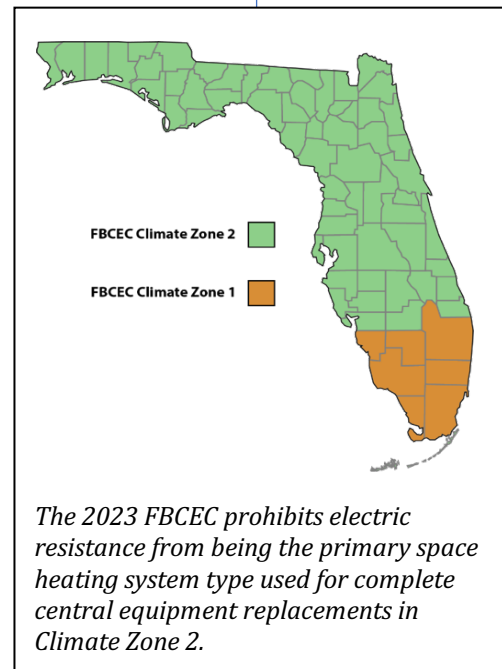 FBCEC Climate Zone 2
FBCEC Climate Zone 1
The 2023 FBCEC prohibits electric
resistance from being the primary space
heating system type used for complete
central equipment replacements in
Climate Zone 2.